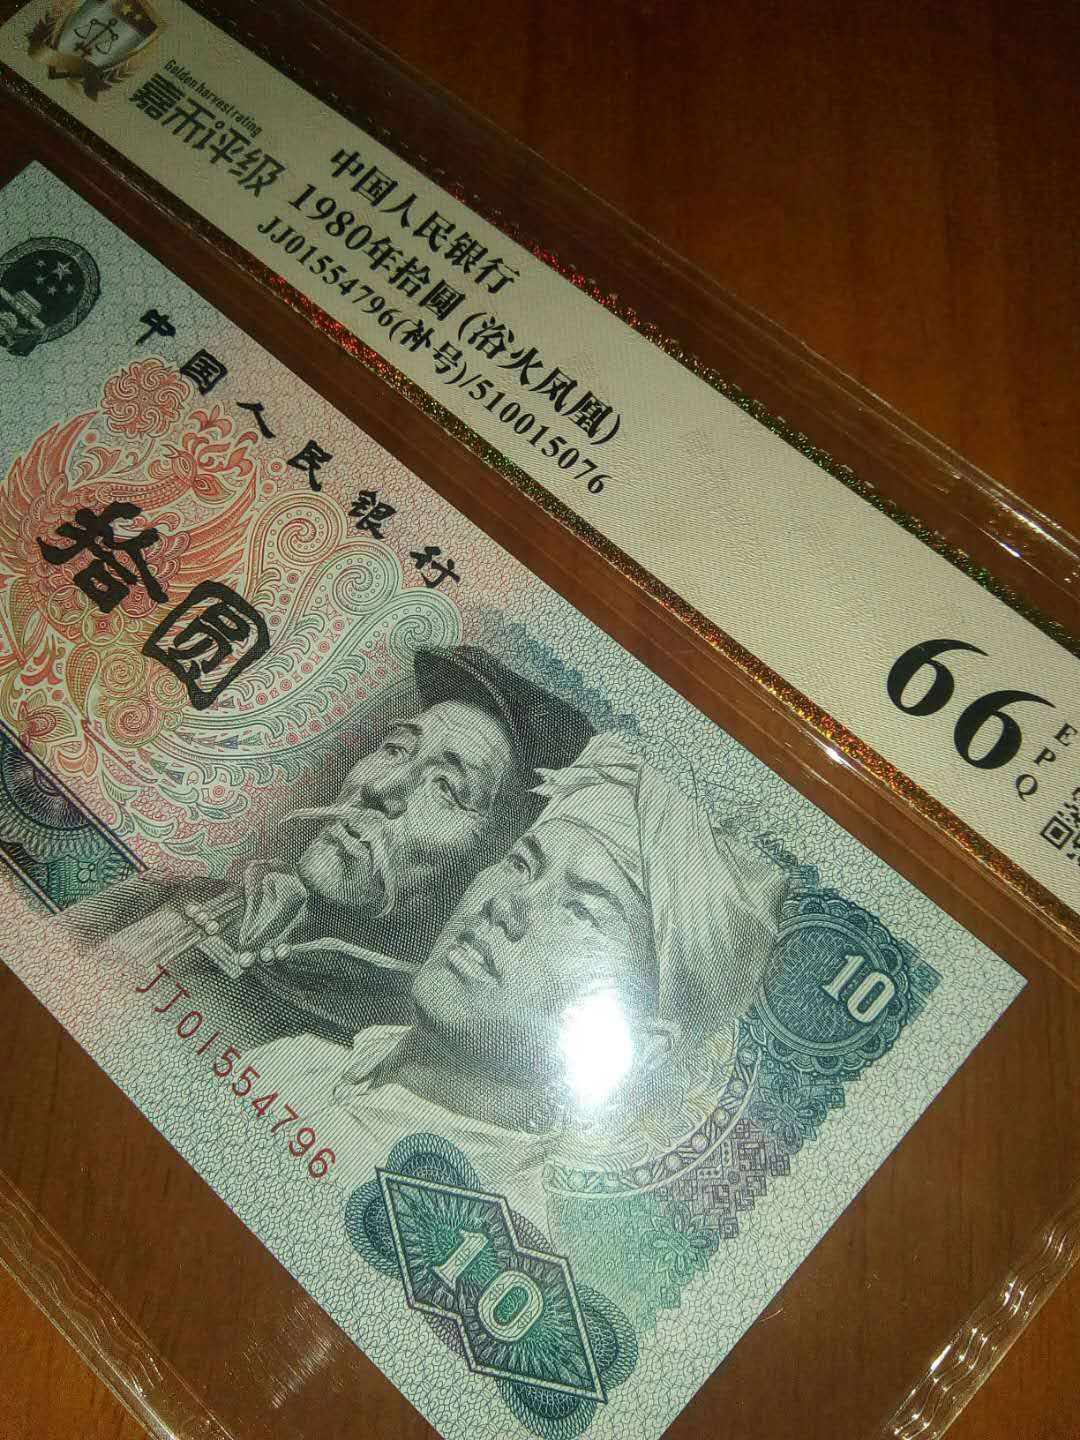 Golden harvest rating
嘉禾评级
中国人民银行
1980年拾圆 (浴火凤凰)
JJ01554796(补号)/510015076
66
EPQ
中国人民银行
拾圆
10
JJ01554796
10